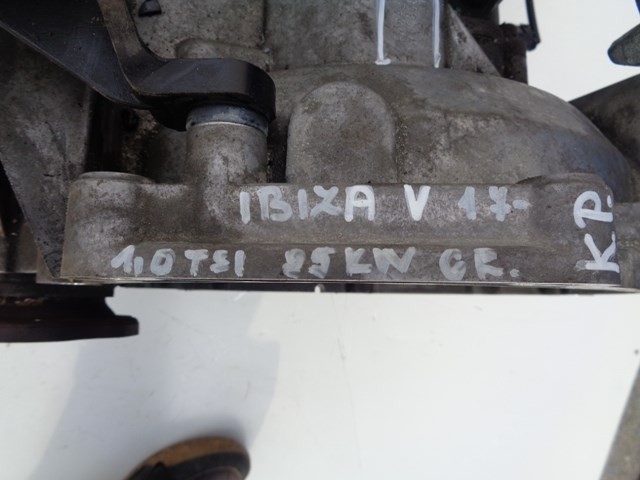 IBIZA V 17-
1,0 TSI 85 KW GR.
K.P.